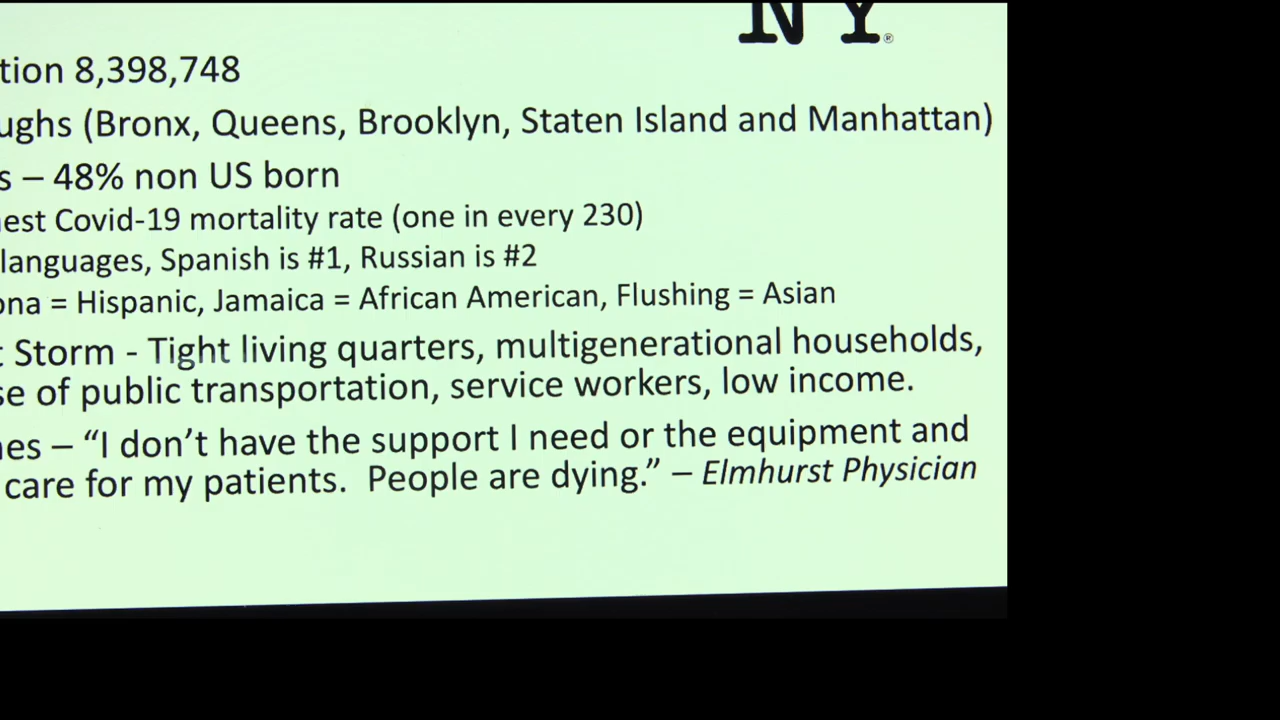 NY®
tion 8,398,748
ughs (Bronx, Queens, Brooklyn, Staten Island and Manhattan)
s – 48% non US born
est Covid-19 mortality rate (one in every 230)
languages, Spanish is #1, Russian is #2
ona = Hispanic, Jamaica = African American, Flushing = Asian
t Storm - Tight living quarters, multigenerational households,
se of public transportation, service workers, low income.
nes – “I don’t have the support I need or the equipment and
care for my patients.  People are dying.” – Elmhurst Physician